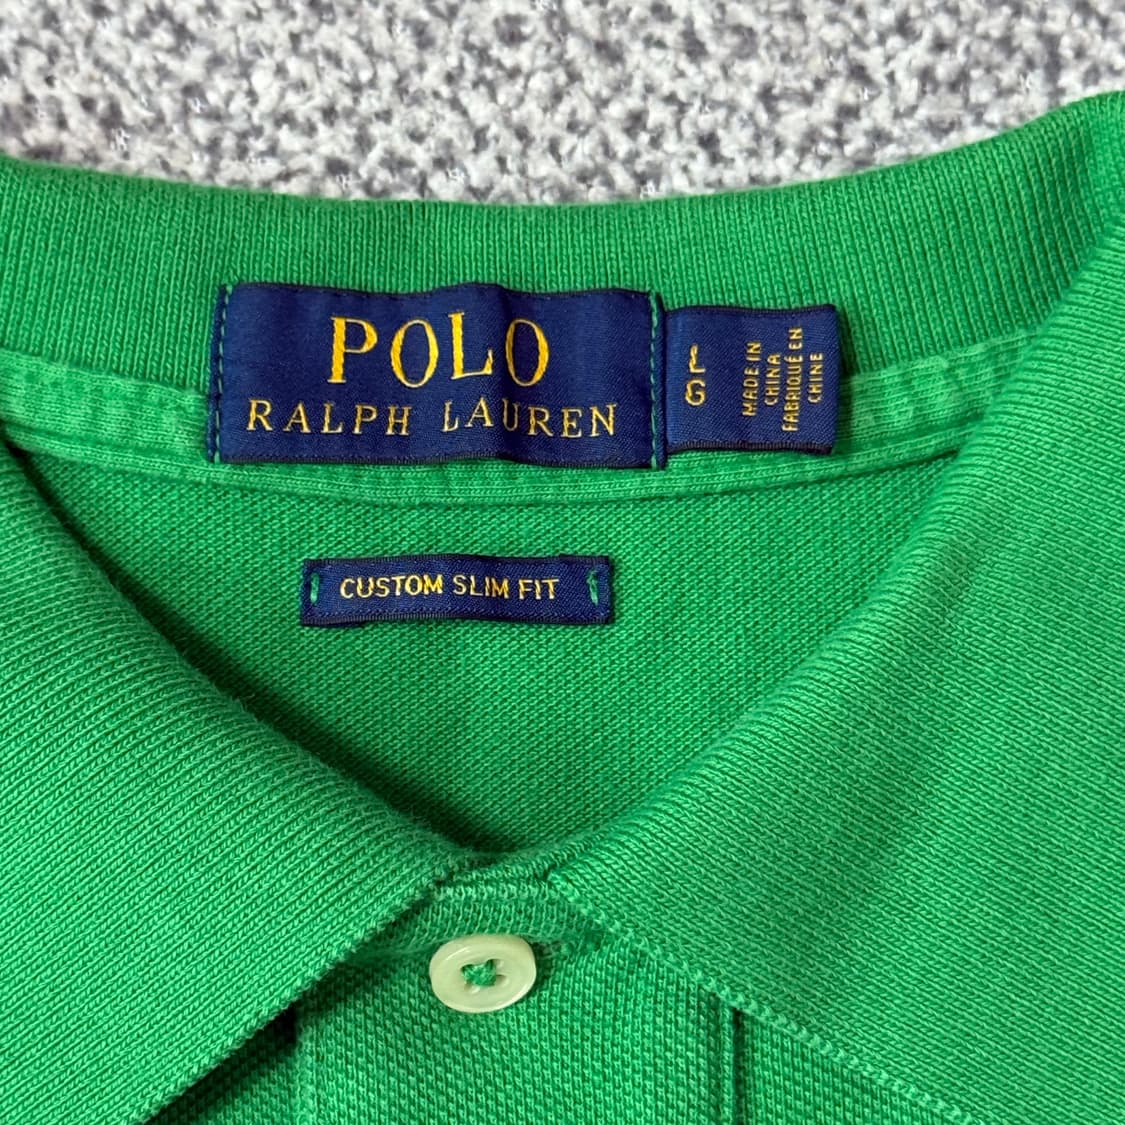 POLO
RALPH LAUREN
L
G
MADE IN
CHINA
FABRIQUÉ EN
CHINE
CUSTOM SLIM FIT